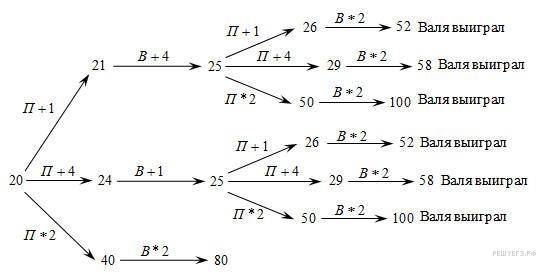 П + 1 26 В * 2 52 Валя выиграл
21 В + 4 25 П + 4 29 В * 2 58 Валя выиграл
П * 2 50 В * 2 100 Валя выиграл
П + 1
П + 1 26 В * 2 52 Валя выиграл
20 П + 4 24 В + 1 25 П + 4 29 В * 2 58 Валя выиграл
П * 2 50 В * 2 100 Валя выиграл
П * 2
40 В * 2 80
РЕШУЕГЭ.РФ